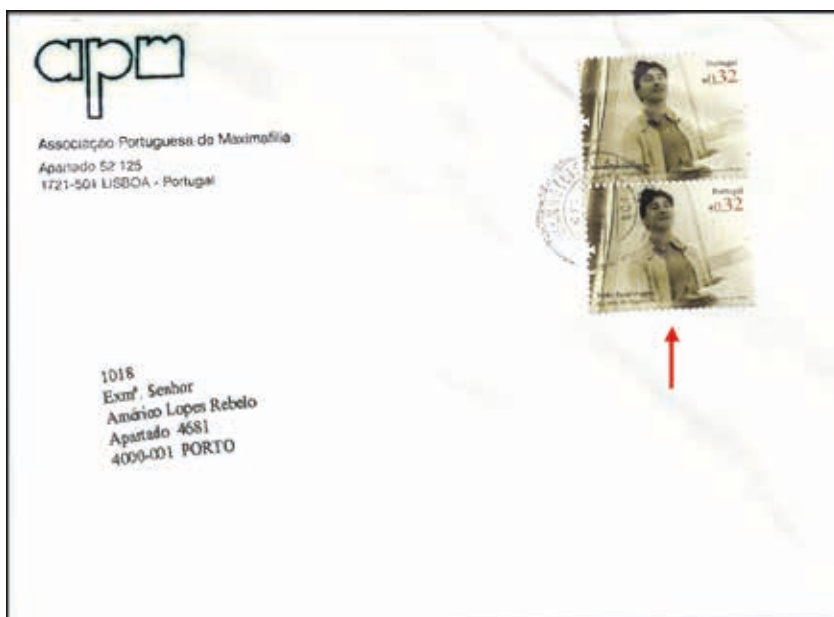 apm
Associação Portuguesa de Maximafilia
Apartado 52 125
1721-501 LISBOA - Portugal
Portugal
€0.32
Portugal
€0.32
1018
Exmº. Senhor
Américo Lopes Rebelo
Apartado 4681
4000-001 PORTO